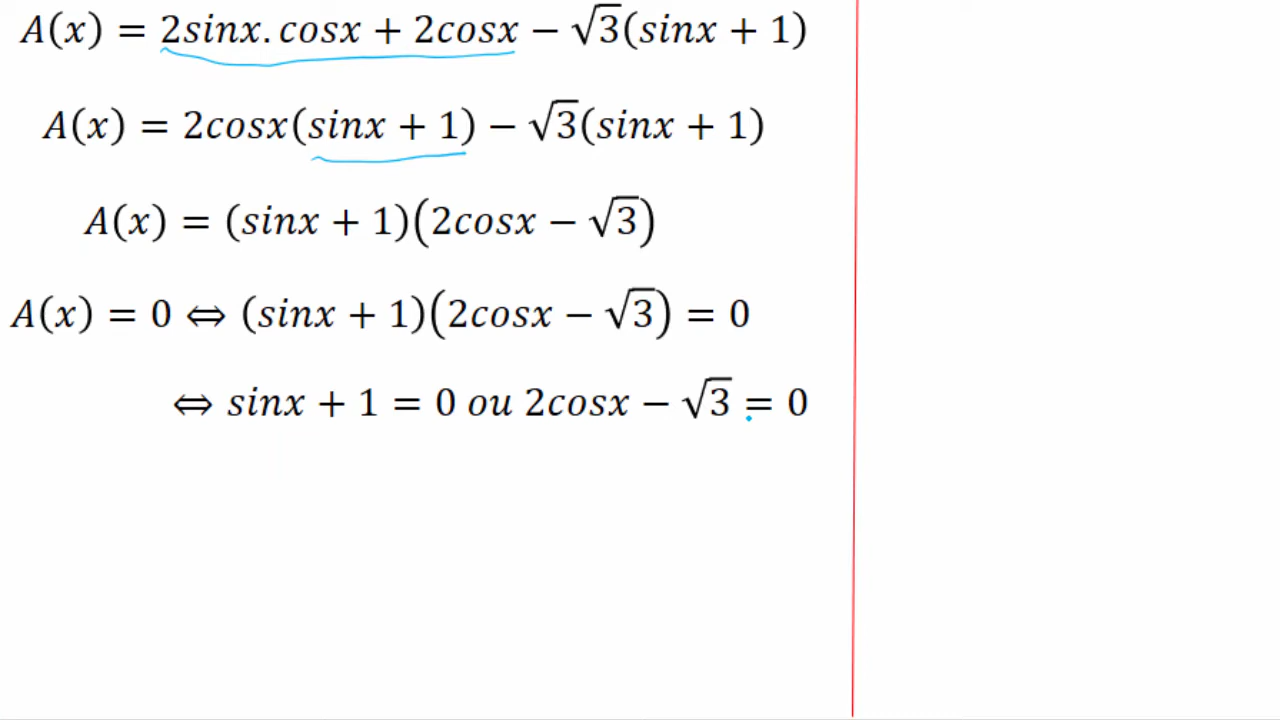 A(x) = 2sinx.cosx + 2cosx − √3(sinx + 1)
A(x) = 2cosx(sinx + 1) − √3(sinx + 1)
A(x) = (sinx + 1)(2cosx − √3)
A(x) = 0 ⇔ (sinx + 1)(2cosx − √3) = 0
⇔ sinx + 1 = 0 ou 2cosx − √3 = 0